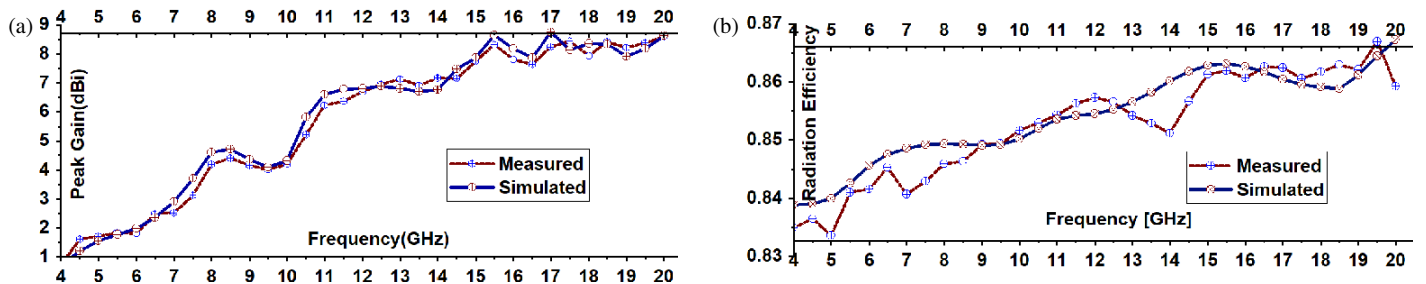 (a)
4 5 6 7 8 9 10 11 12 13 14 15 16 17 18 19 20
9
8
7
6
5
4
3
2
1
Peak Gain(dBi)
Measured
Simulated
Frequency(GHz)
4 5 6 7 8 9 10 11 12 13 14 15 16 17 18 19 20
(b)
4 5 6 7 8 9 10 11 12 13 14 15 16 17 18 19 20
0.87
0.86
0.85
0.84
0.83
Radiation Efficiency
Measured
Simulated
Frequency [GHz]
4 5 6 7 8 9 10 11 12 13 14 15 16 17 18 19 20